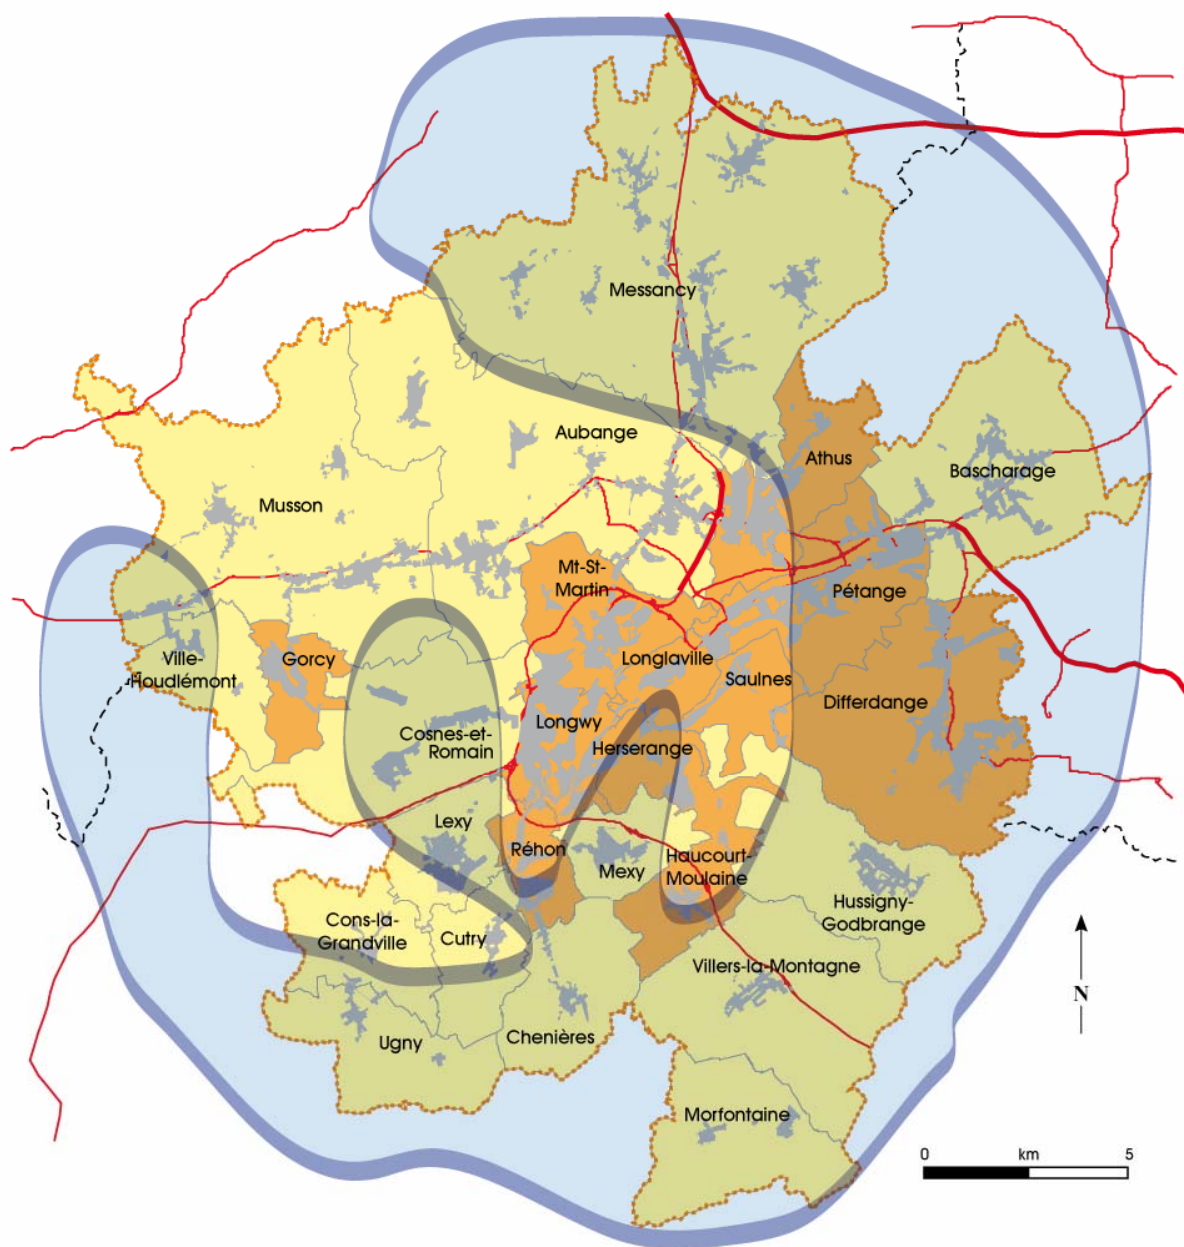 Messancy
Aubange
Athus
Bascharage
Musson
Mt-St-
Martin
Pétange
Ville-
Houdlémont
Gorcy
Longlaville
Saulnes
Differdange
Longwy
Cosnes-et-
Romain
Herserange
Lexy
Réhon
Mexy
Haucourt-
Moulaine
Hussigny-
Godbrange
Cons-la-
Grandville
Cutry
Villers-la-Montagne
N
Ugny
Chenières
Morfontaine
0 km 5